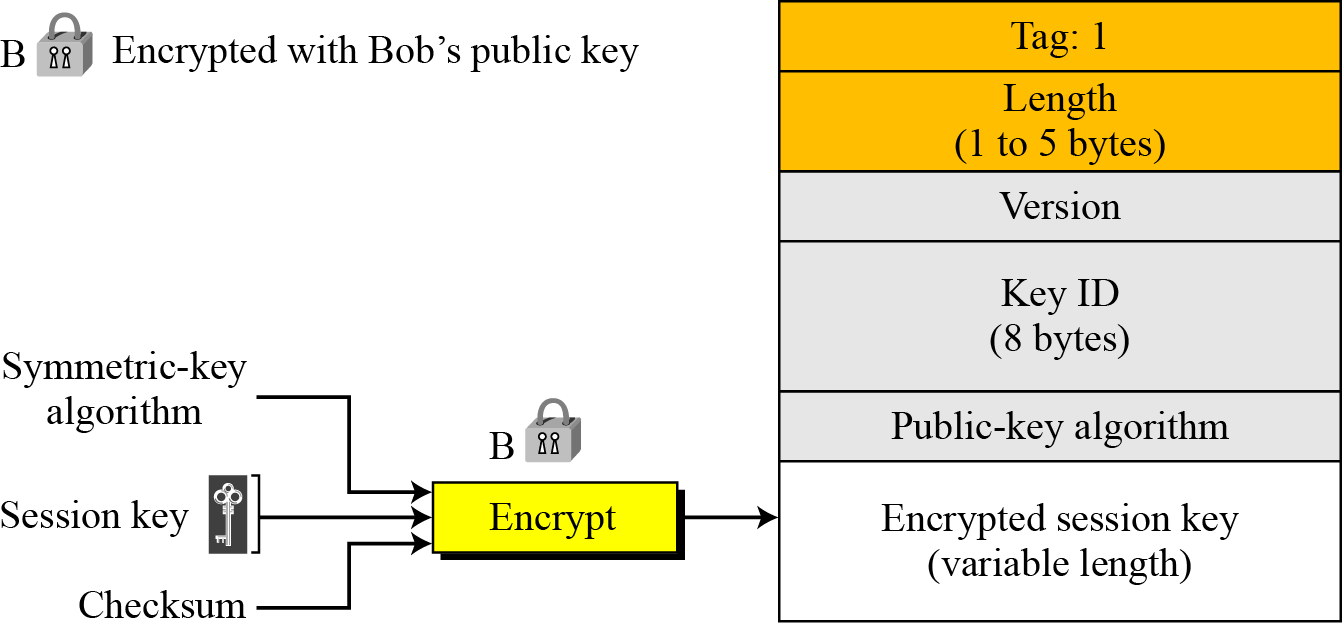 B Encrypted with Bob’s public key
Tag: 1
Length
(1 to 5 bytes)
Version
Key ID
(8 bytes)
Public-key algorithm
Encrypted session key
(variable length)
Symmetric-key
algorithm
Session key
Checksum
B
Encrypt